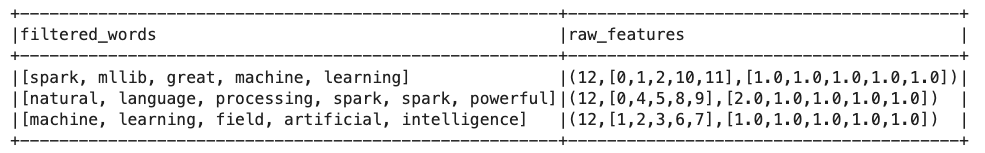 +---------------------------------------------------+-------------------------------------+
|filtered_words                                     |raw_features                         |
+---------------------------------------------------+-------------------------------------+
|[spark, mllib, great, machine, learning]           |(12,[0,1,2,10,11],[1.0,1.0,1.0,1.0,1.0])|
|[natural, language, processing, spark, spark, powerful]|(12,[0,4,5,8,9],[2.0,1.0,1.0,1.0,1.0])  |
|[machine, learning, field, artificial, intelligence]   |(12,[1,2,3,6,7],[1.0,1.0,1.0,1.0,1.0])  |
+---------------------------------------------------+-------------------------------------+